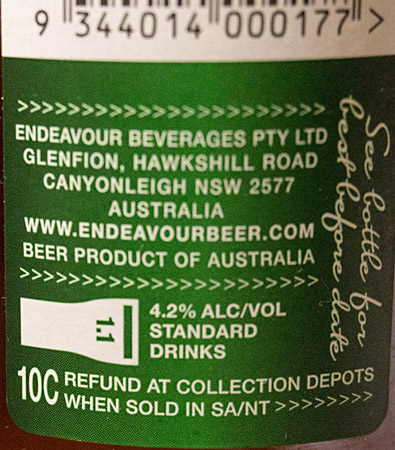 9 344014 000177 >
>>>>>>>>>>>>>>>>>>>>>>>>>>
ENDEAVOUR BEVERAGES PTY LTD
GLENFION, HAWKSHILL ROAD
CANYONLEIGH NSW 2577
AUSTRALIA
WWW.ENDEAVOURBEER.COM
BEER PRODUCT OF AUSTRALIA
>>>>>>>>>>>>>>>>>>>>>>>>>>
See bottle for
best before date
1.1
4.2% ALC/VOL
STANDARD
DRINKS
10C REFUND AT COLLECTION DEPOTS
WHEN SOLD IN SA/NT >>>>>>>>